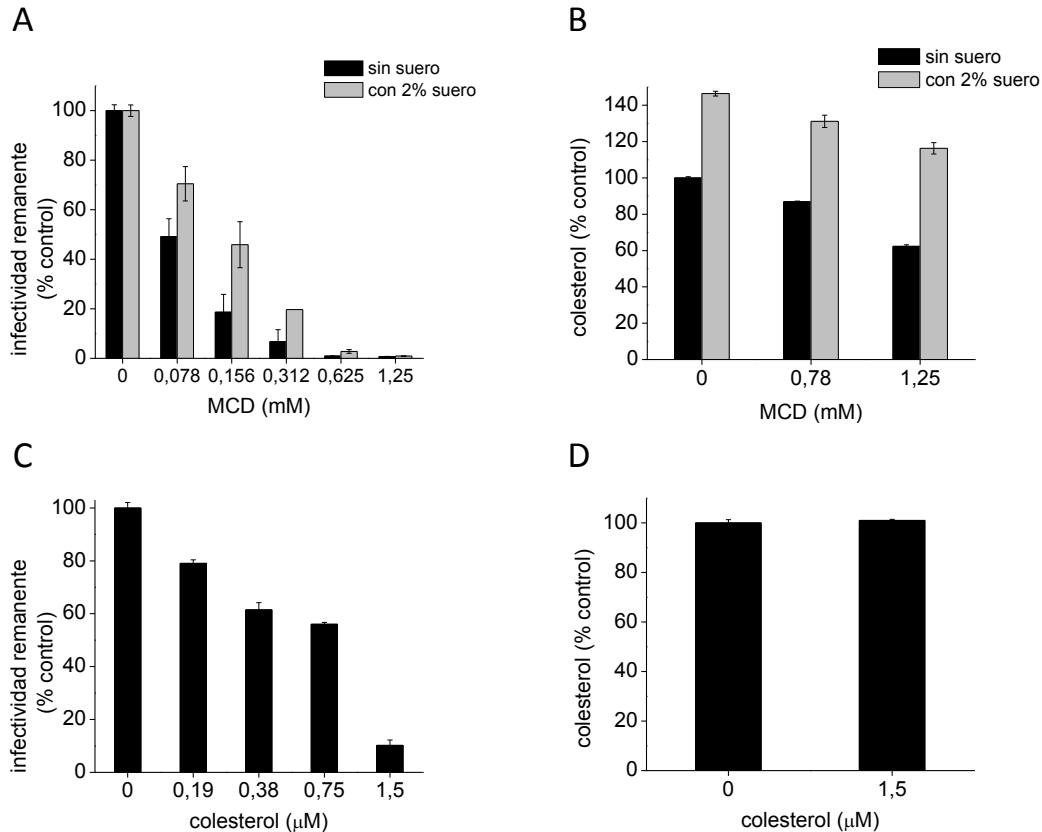 A
sin suero
con 2% suero
100
80
60
40
20
0
infectividad remanente
(% control)
0 0,078 0,156 0,312 0,625 1,25
MCD (mM)
B
sin suero
con 2% suero
140
120
100
80
60
40
20
0
colesterol (% control)
0 0,78 1,25
MCD (mM)
C
100
80
60
40
20
0
infectividad remanente
(% control)
0 0,19 0,38 0,75 1,5
colesterol (μM)
D
100
80
60
40
20
0
colesterol (% control)
0 1,5
colesterol (μM)